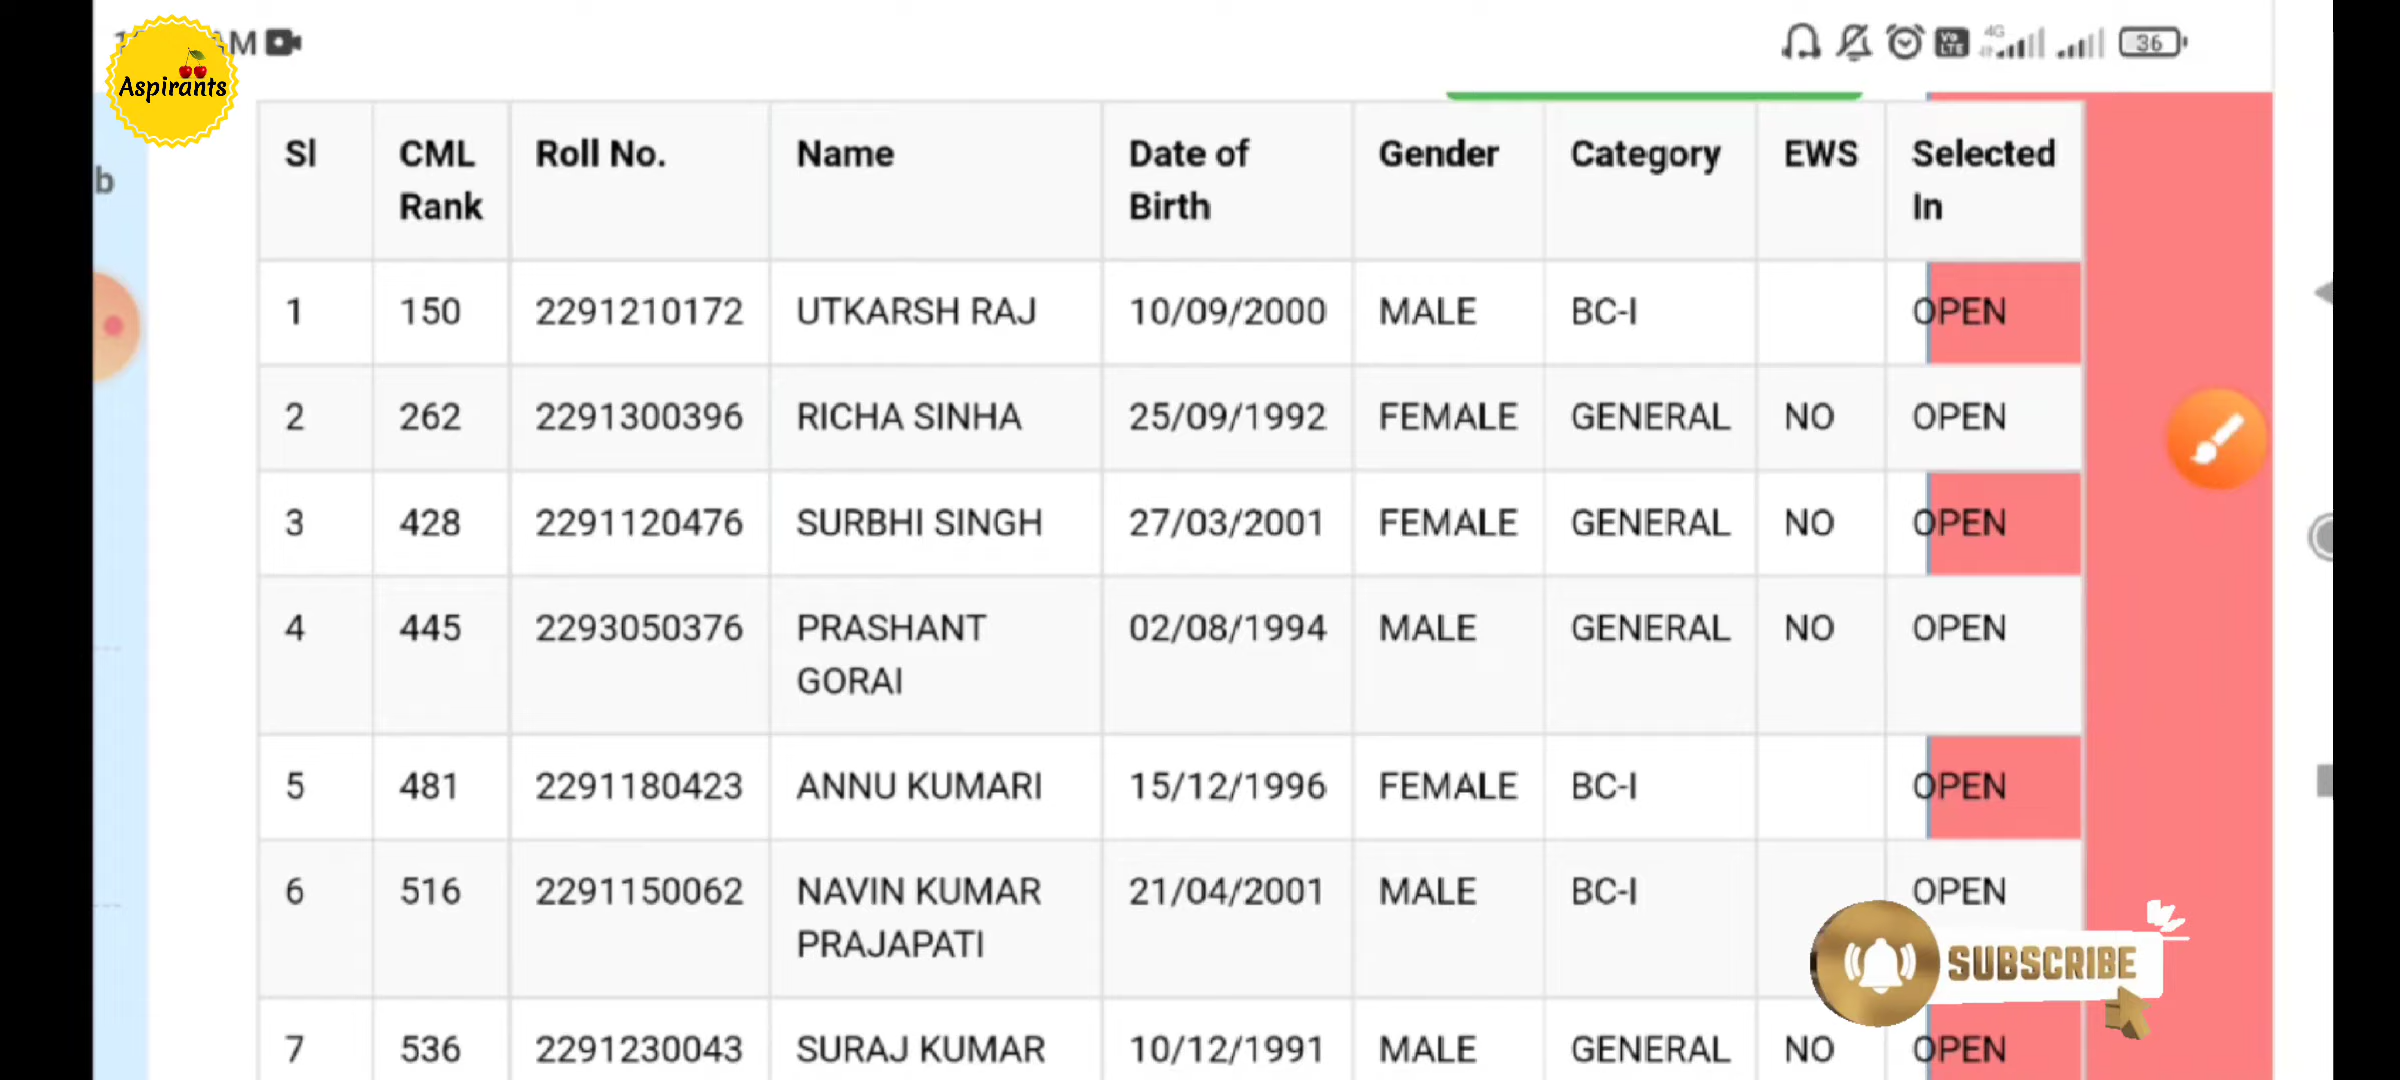 AM
Aspirants
4G
Vo
LTE
36
b
Sl CML Rank Roll No. Name Date of Birth Gender Category EWS Selected In
1 150 2291210172 UTKARSH RAJ 10/09/2000 MALE BC-I OPEN
2 262 2291300396 RICHA SINHA 25/09/1992 FEMALE GENERAL NO OPEN
3 428 2291120476 SURBHI SINGH 27/03/2001 FEMALE GENERAL NO OPEN
4 445 2293050376 PRASHANT GORAI 02/08/1994 MALE GENERAL NO OPEN
5 481 2291180423 ANNU KUMARI 15/12/1996 FEMALE BC-I OPEN
6 516 2291150062 NAVIN KUMAR PRAJAPATI 21/04/2001 MALE BC-I OPEN
SUBSCRIBE
7 536 2291230043 SURAJ KUMAR 10/12/1991 MALE GENERAL NO OPEN